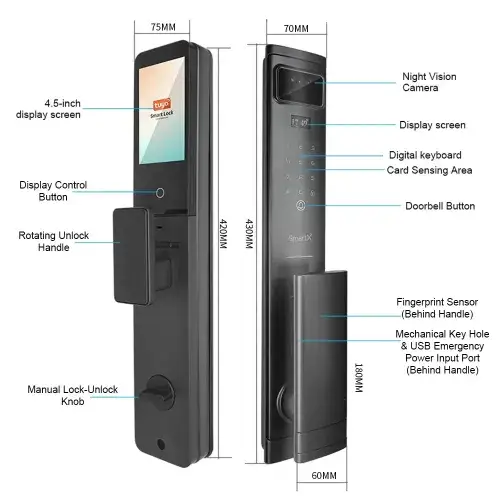 75MM
70MM
4.5-inch
display screen
tuya
SmartLock
Display Control
Button
Rotating Unlock
Handle
Manual Lock-Unlock
Knob
420MM
430MM
Night Vision
Camera
Display screen
Digital keyboard
Card Sensing Area
Doorbell Button
Fingerprint Sensor
(Behind Handle)
Mechanical Key Hole
& USB Emergency
Power Input Port
(Behind Handle)
180MM
60MM